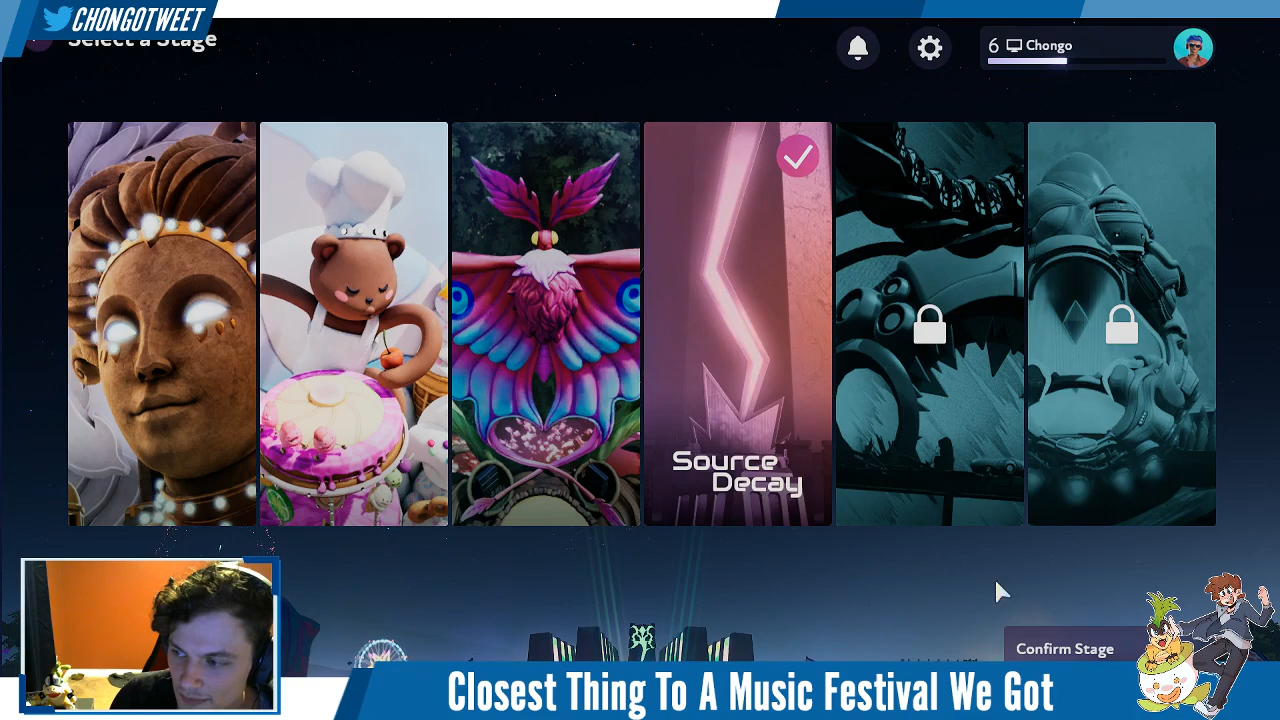 CHONGOTWEET
Select a Stage
6 Chongo
Source
Decay
Confirm Stage
Closest Thing To A Music Festival We Got